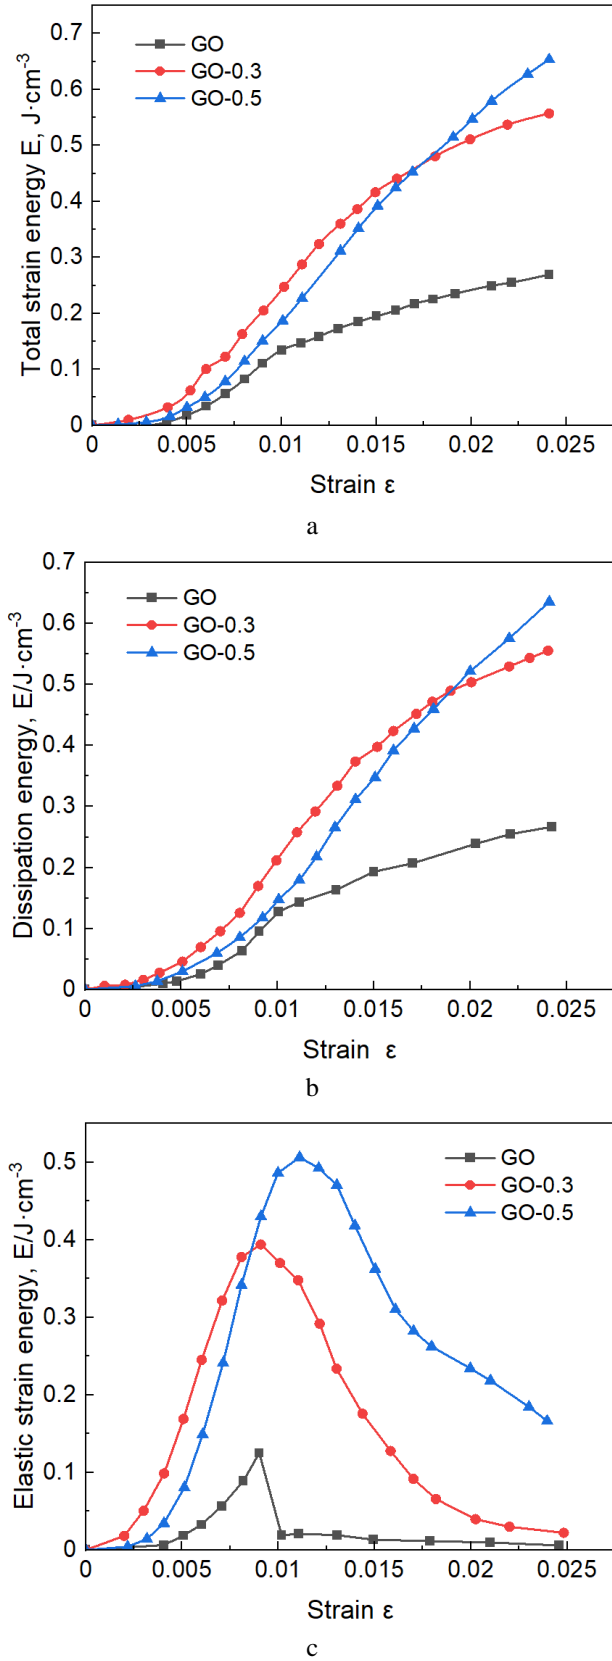 0.7
0.6
0.5
0.4
0.3
0.2
0.1
0
Total strain energy E, J·cm-3
GO
GO-0.3
GO-0.5
0 0.005 0.01 0.015 0.02 0.025
Strain ε
a
0.7
0.6
0.5
0.4
0.3
0.2
0.1
0
Dissipation energy, E/J·cm-3
GO
GO-0.3
GO-0.5
0 0.005 0.01 0.015 0.02 0.025
Strain ε
b
0.5
0.4
0.3
0.2
0.1
0
Elastic strain energy, E/J·cm-3
GO
GO-0.3
GO-0.5
0 0.005 0.01 0.015 0.02 0.025
Strain ε
c